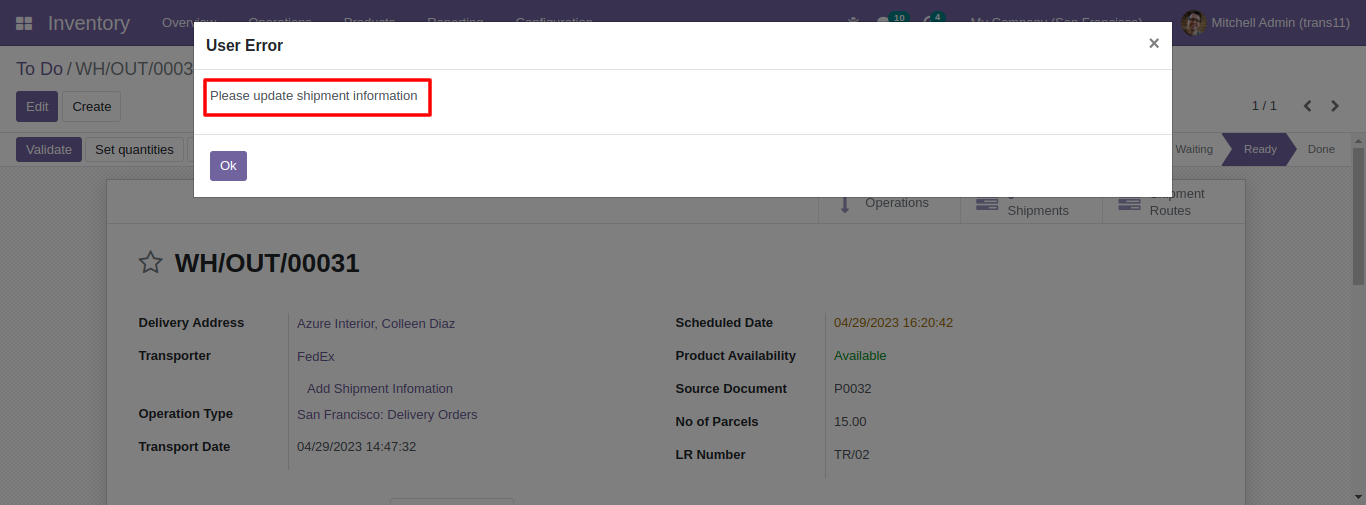 Inventory
Overview Operations Products Reporting Configuration
10
4
My Company (San Francisco)
Mitchell Admin (trans11)
User Error
×
Please update shipment information
Ok
To Do / WH/OUT/0003
Edit
Create
1 / 1
Validate
Set quantities
Waiting
Ready
Done
Operations
Shipments
Shipment
Routes
WH/OUT/00031
Delivery Address Azure Interior, Colleen Diaz
Transporter FedEx
Add Shipment Infomation
Operation Type San Francisco: Delivery Orders
Transport Date 04/29/2023 14:47:32
Scheduled Date 04/29/2023 16:20:42
Product Availability Available
Source Document P0032
No of Parcels 15.00
LR Number TR/02